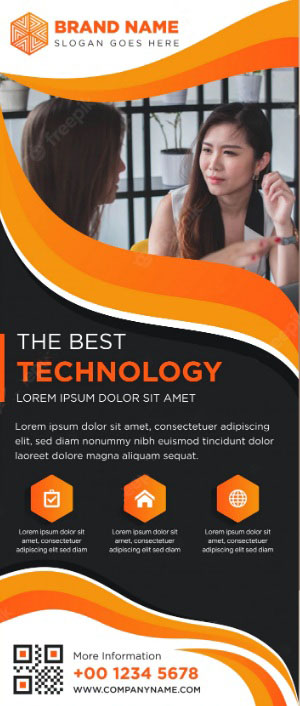 BRAND NAME
SLOGAN GOES HERE
THE BEST
TECHNOLOGY
LOREM IPSUM DOLOR SIT AMET
Lorem ipsum dolor sit amet, consectetuer adipiscing
elit, sed diam nonummy nibh euismod tincidunt ut
laoreet dolore magna aliquam erat volutpat.
Lorem ipsum dolor sit
amet, consectetuer
adipiscing elit sed diam
Lorem ipsum dolor sit
amet, consectetuer
adipiscing elit sed diam
Lorem ipsum dolor sit
amet, consectetuer
adipiscing elit sed diam
More Information
+00 1234 5678
WWW.COMPANYNAME.COM